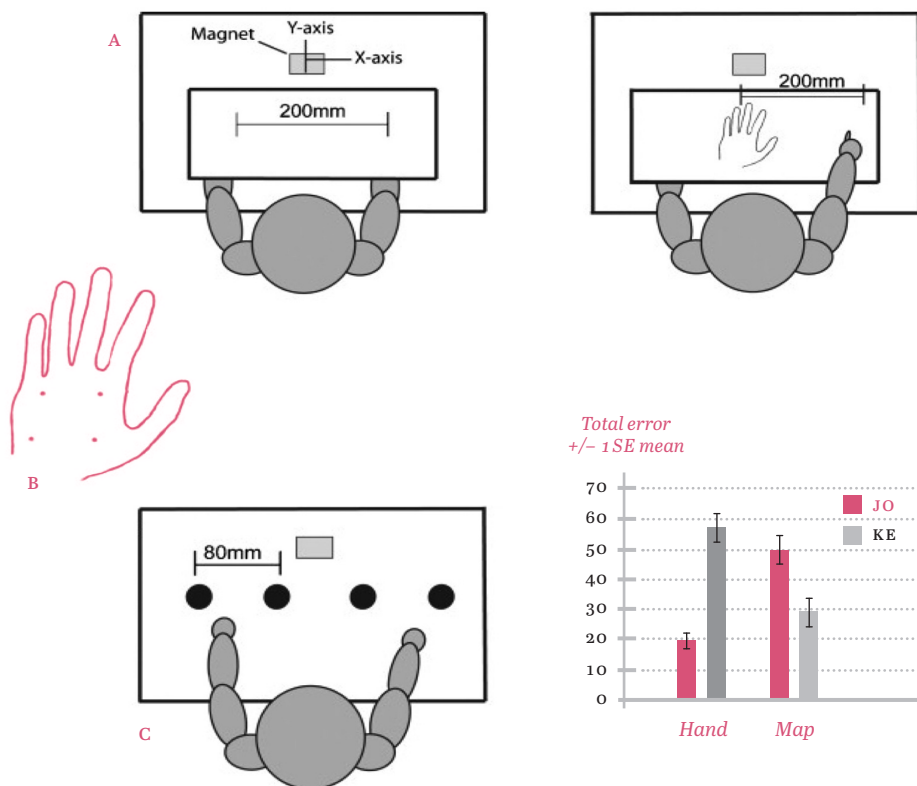 A
Magnet
Y-axis
X-axis
200mm
200mm
B
80mm
C
Total error
+/− 1 SE mean
70
60
50
40
30
20
10
0
JO
KE
Hand
Map